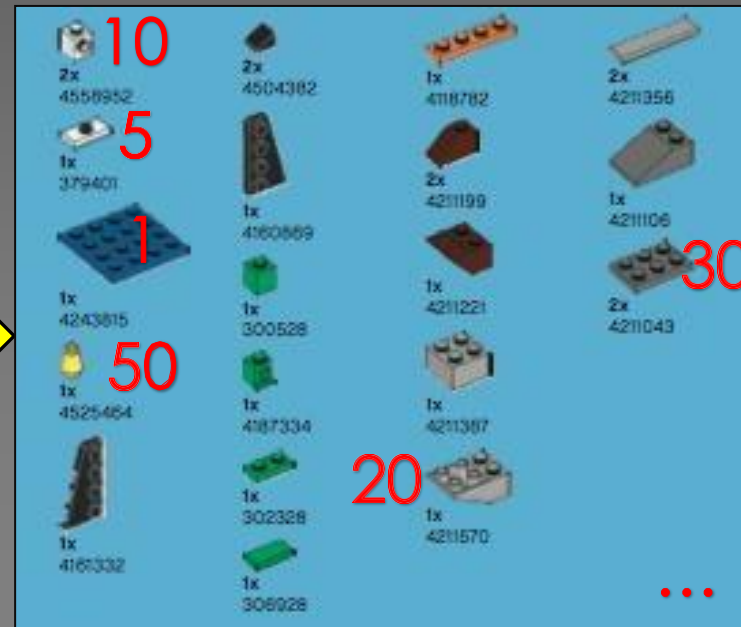 10
2x
4558952
5
1x
379401
1
1x
4243815
50
1x
4525464
1x
4161332
2x
4504382
1x
4160869
1x
300528
1x
4187334
1x
302328
1x
306928
1x
4118782
2x
4211199
1x
4211221
1x
4211387
20
1x
4211570
2x
4211356
1x
4211106
30
2x
4211043
...